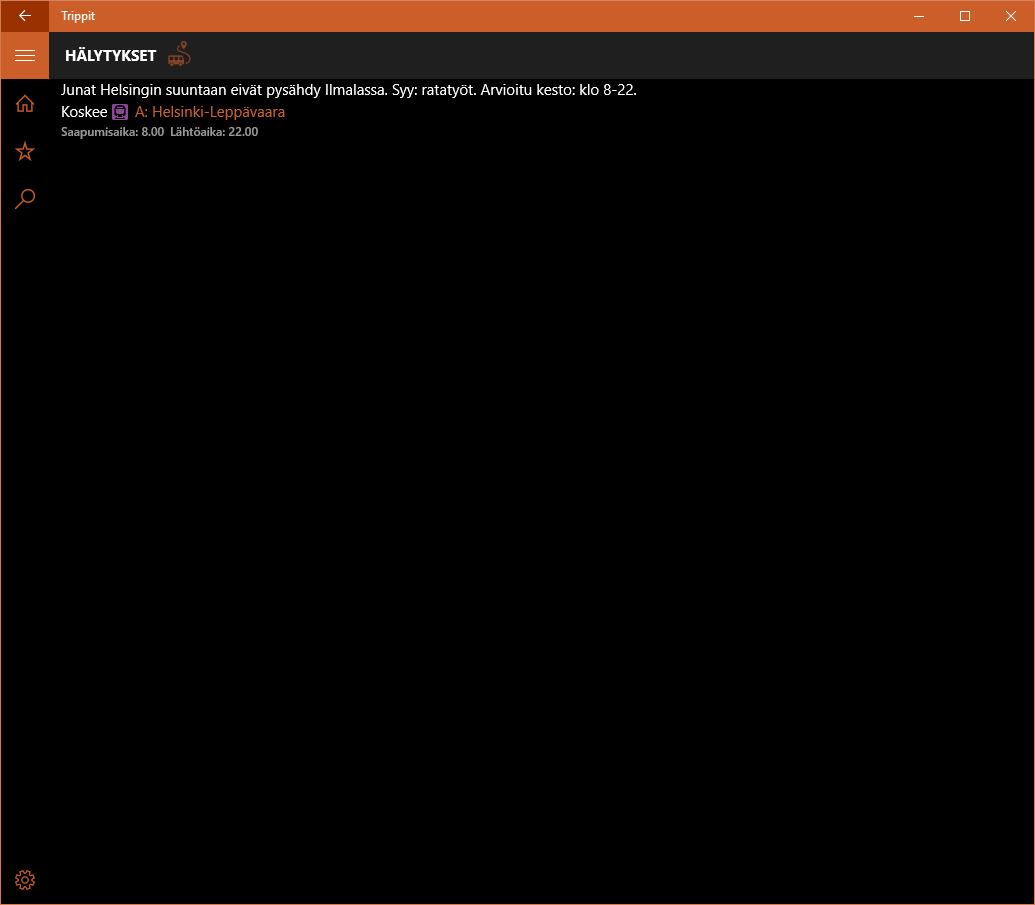 Trippit
HÄLYTYKSET
Junat Helsingin suuntaan eivät pysähdy Ilmalassa. Syy: ratatyöt. Arvioitu kesto: klo 8-22.
Koskee A: Helsinki-Leppävaara
Saapumisaika: 8.00 Lähtöaika: 22.00